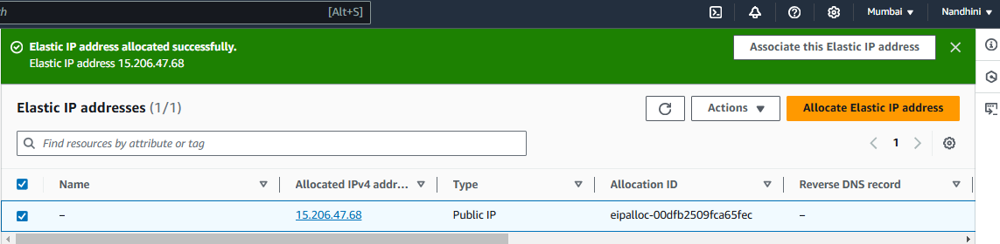 [Alt+S]
Mumbai
Nandhini
Elastic IP address allocated successfully.
Elastic IP address 15.206.47.68
Associate this Elastic IP address
Elastic IP addresses (1/1)
Actions
Allocate Elastic IP address
Find resources by attribute or tag
1
Name Allocated IPv4 addr... Type Allocation ID Reverse DNS record
– 15.206.47.68 Public IP eipalloc-00dfb2509fca65fec –